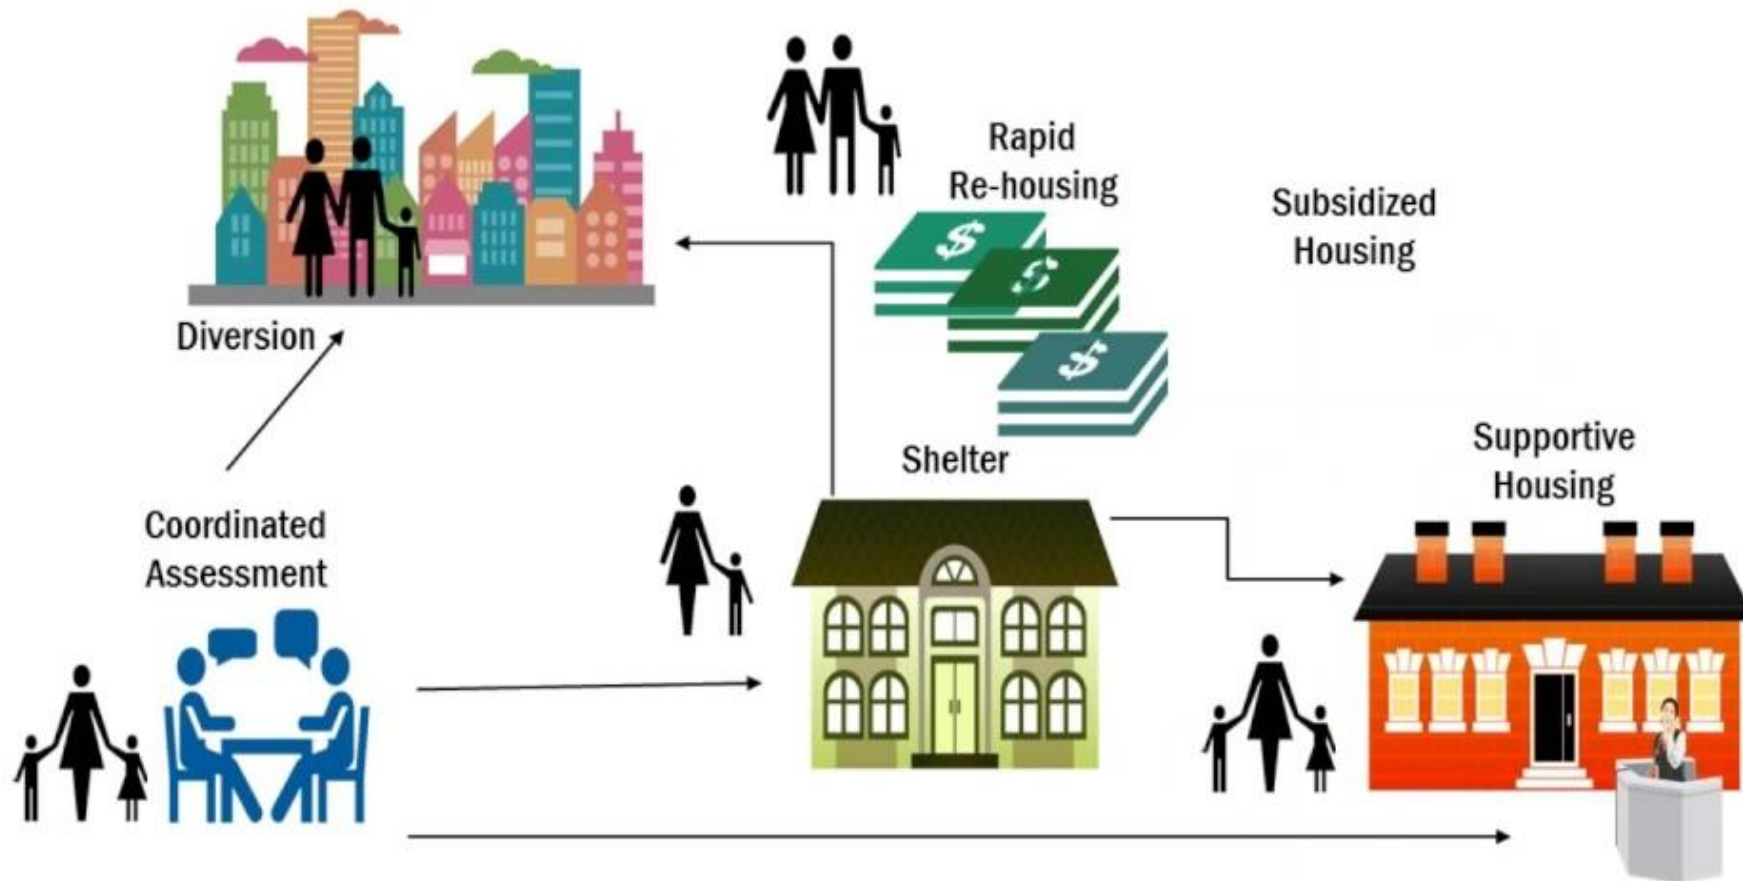 Rapid
Re-housing
Subsidized
Housing
$
$
$
Diversion
Shelter
Supportive
Housing
Coordinated
Assessment